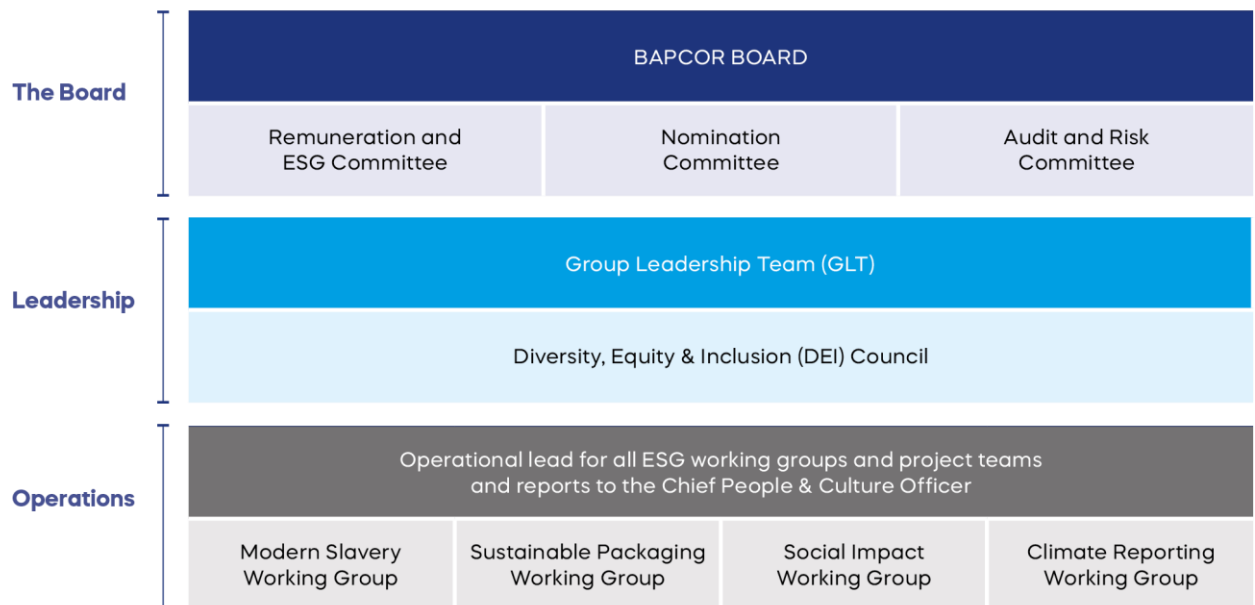 The Board
BAPCOR BOARD
Remuneration and
ESG Committee
Nomination
Committee
Audit and Risk
Committee
Leadership
Group Leadership Team (GLT)
Diversity, Equity & Inclusion (DEI) Council
Operations
Operational lead for all ESG working groups and project teams
and reports to the Chief People & Culture Officer
Modern Slavery
Working Group
Sustainable Packaging
Working Group
Social Impact
Working Group
Climate Reporting
Working Group